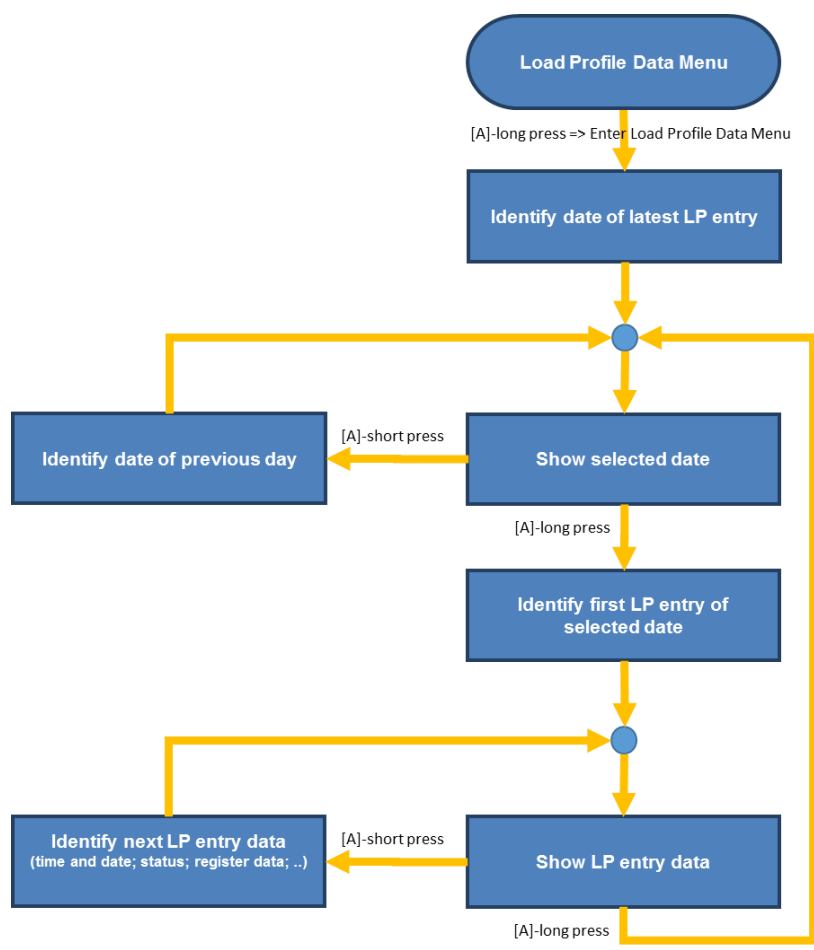 Load Profile Data Menu
[A]-long press => Enter Load Profile Data Menu
Identify date of latest LP entry
[A]-short press
Identify date of previous day
Show selected date
[A]-long press
Identify first LP entry of
selected date
[A]-short press
Identify next LP entry data
(time and date; status; register data; ..)
Show LP entry data
[A]-long press